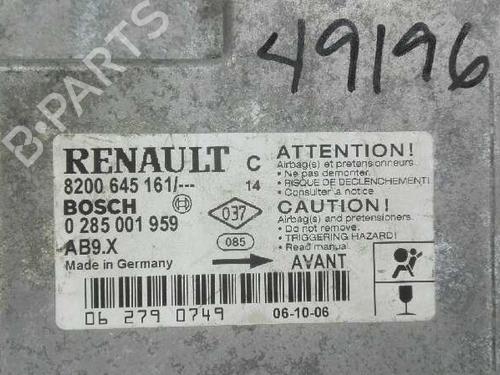 49196
B-PARTS
RENAULT C
8200 645 161/--- 14
BOSCH
0 285 001 959
AB9.X
Made in Germany
037
085
ATTENTION!
Airbag(s) et pretensionneurs.
• Ne pas demonter.
• RISQUE DE DECLENCHEMENT!
• Consulter la notice.
CAUTION!
Airbag(s) and pretensioners.
• Do not remove.
• TRIGGERING HAZARD!
• Read manual.
AVANT
06 279 0749
06-10-06